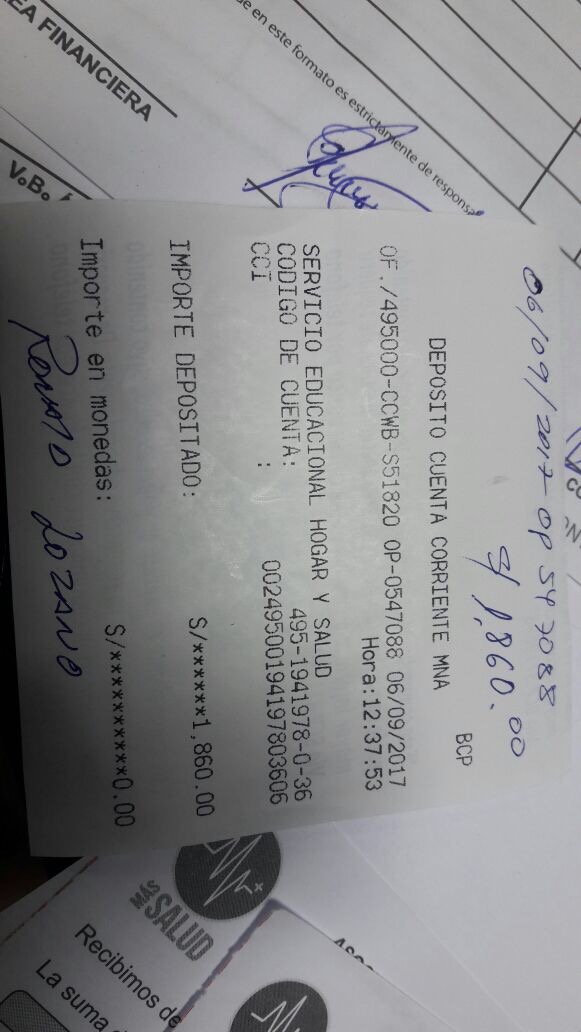 EA FINANCIERA
V.B.
de en este formato es estrictamente de responsa
06/09/2017-OP 547088
S/ 1,860.00
BCP
DEPOSITO CUENTA CORRIENTE MNA
OF./495000-CCWB-S51820 OP-0547088 06/09/2017
Hora:12:37:53
SERVICIO EDUCACIONAL HOGAR Y SALUD
CODIGO DE CUENTA: 495-1941978-0-36
CCI : 00249500194197803606
IMPORTE DEPOSITADO: S/******1,860.00
Importe en monedas: S/***********0.00
RENATO LOZANO
MAS SALUD
Recibimos de
La suma